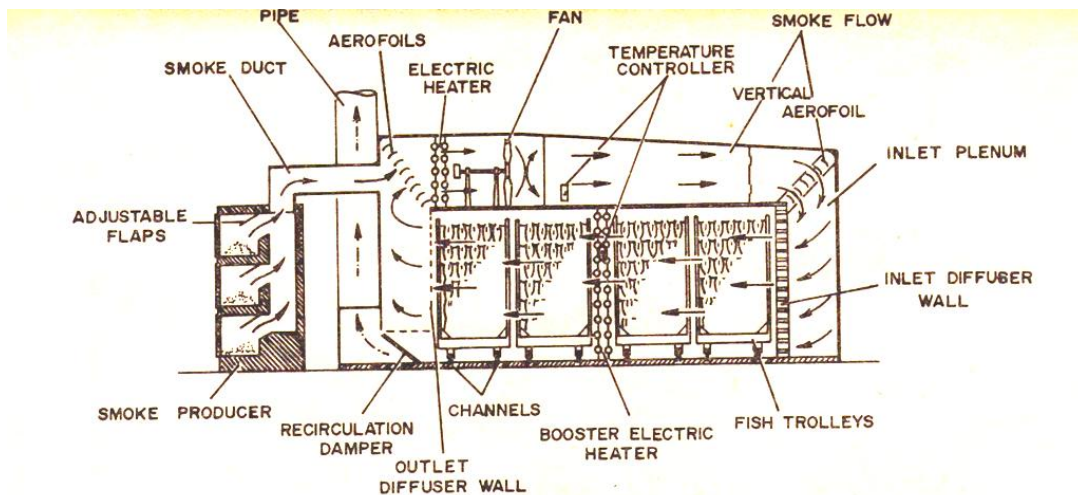 PIPE
AEROFOILS
SMOKE DUCT
ELECTRIC
HEATER
FAN
TEMPERATURE
CONTROLLER
SMOKE FLOW
VERTICAL
AEROFOIL
INLET PLENUM
ADJUSTABLE
FLAPS
INLET DIFFUSER
WALL
SMOKE PRODUCER
RECIRCULATION
DAMPER
OUTLET
DIFFUSER WALL
CHANNELS
BOOSTER ELECTRIC
HEATER
FISH TROLLEYS